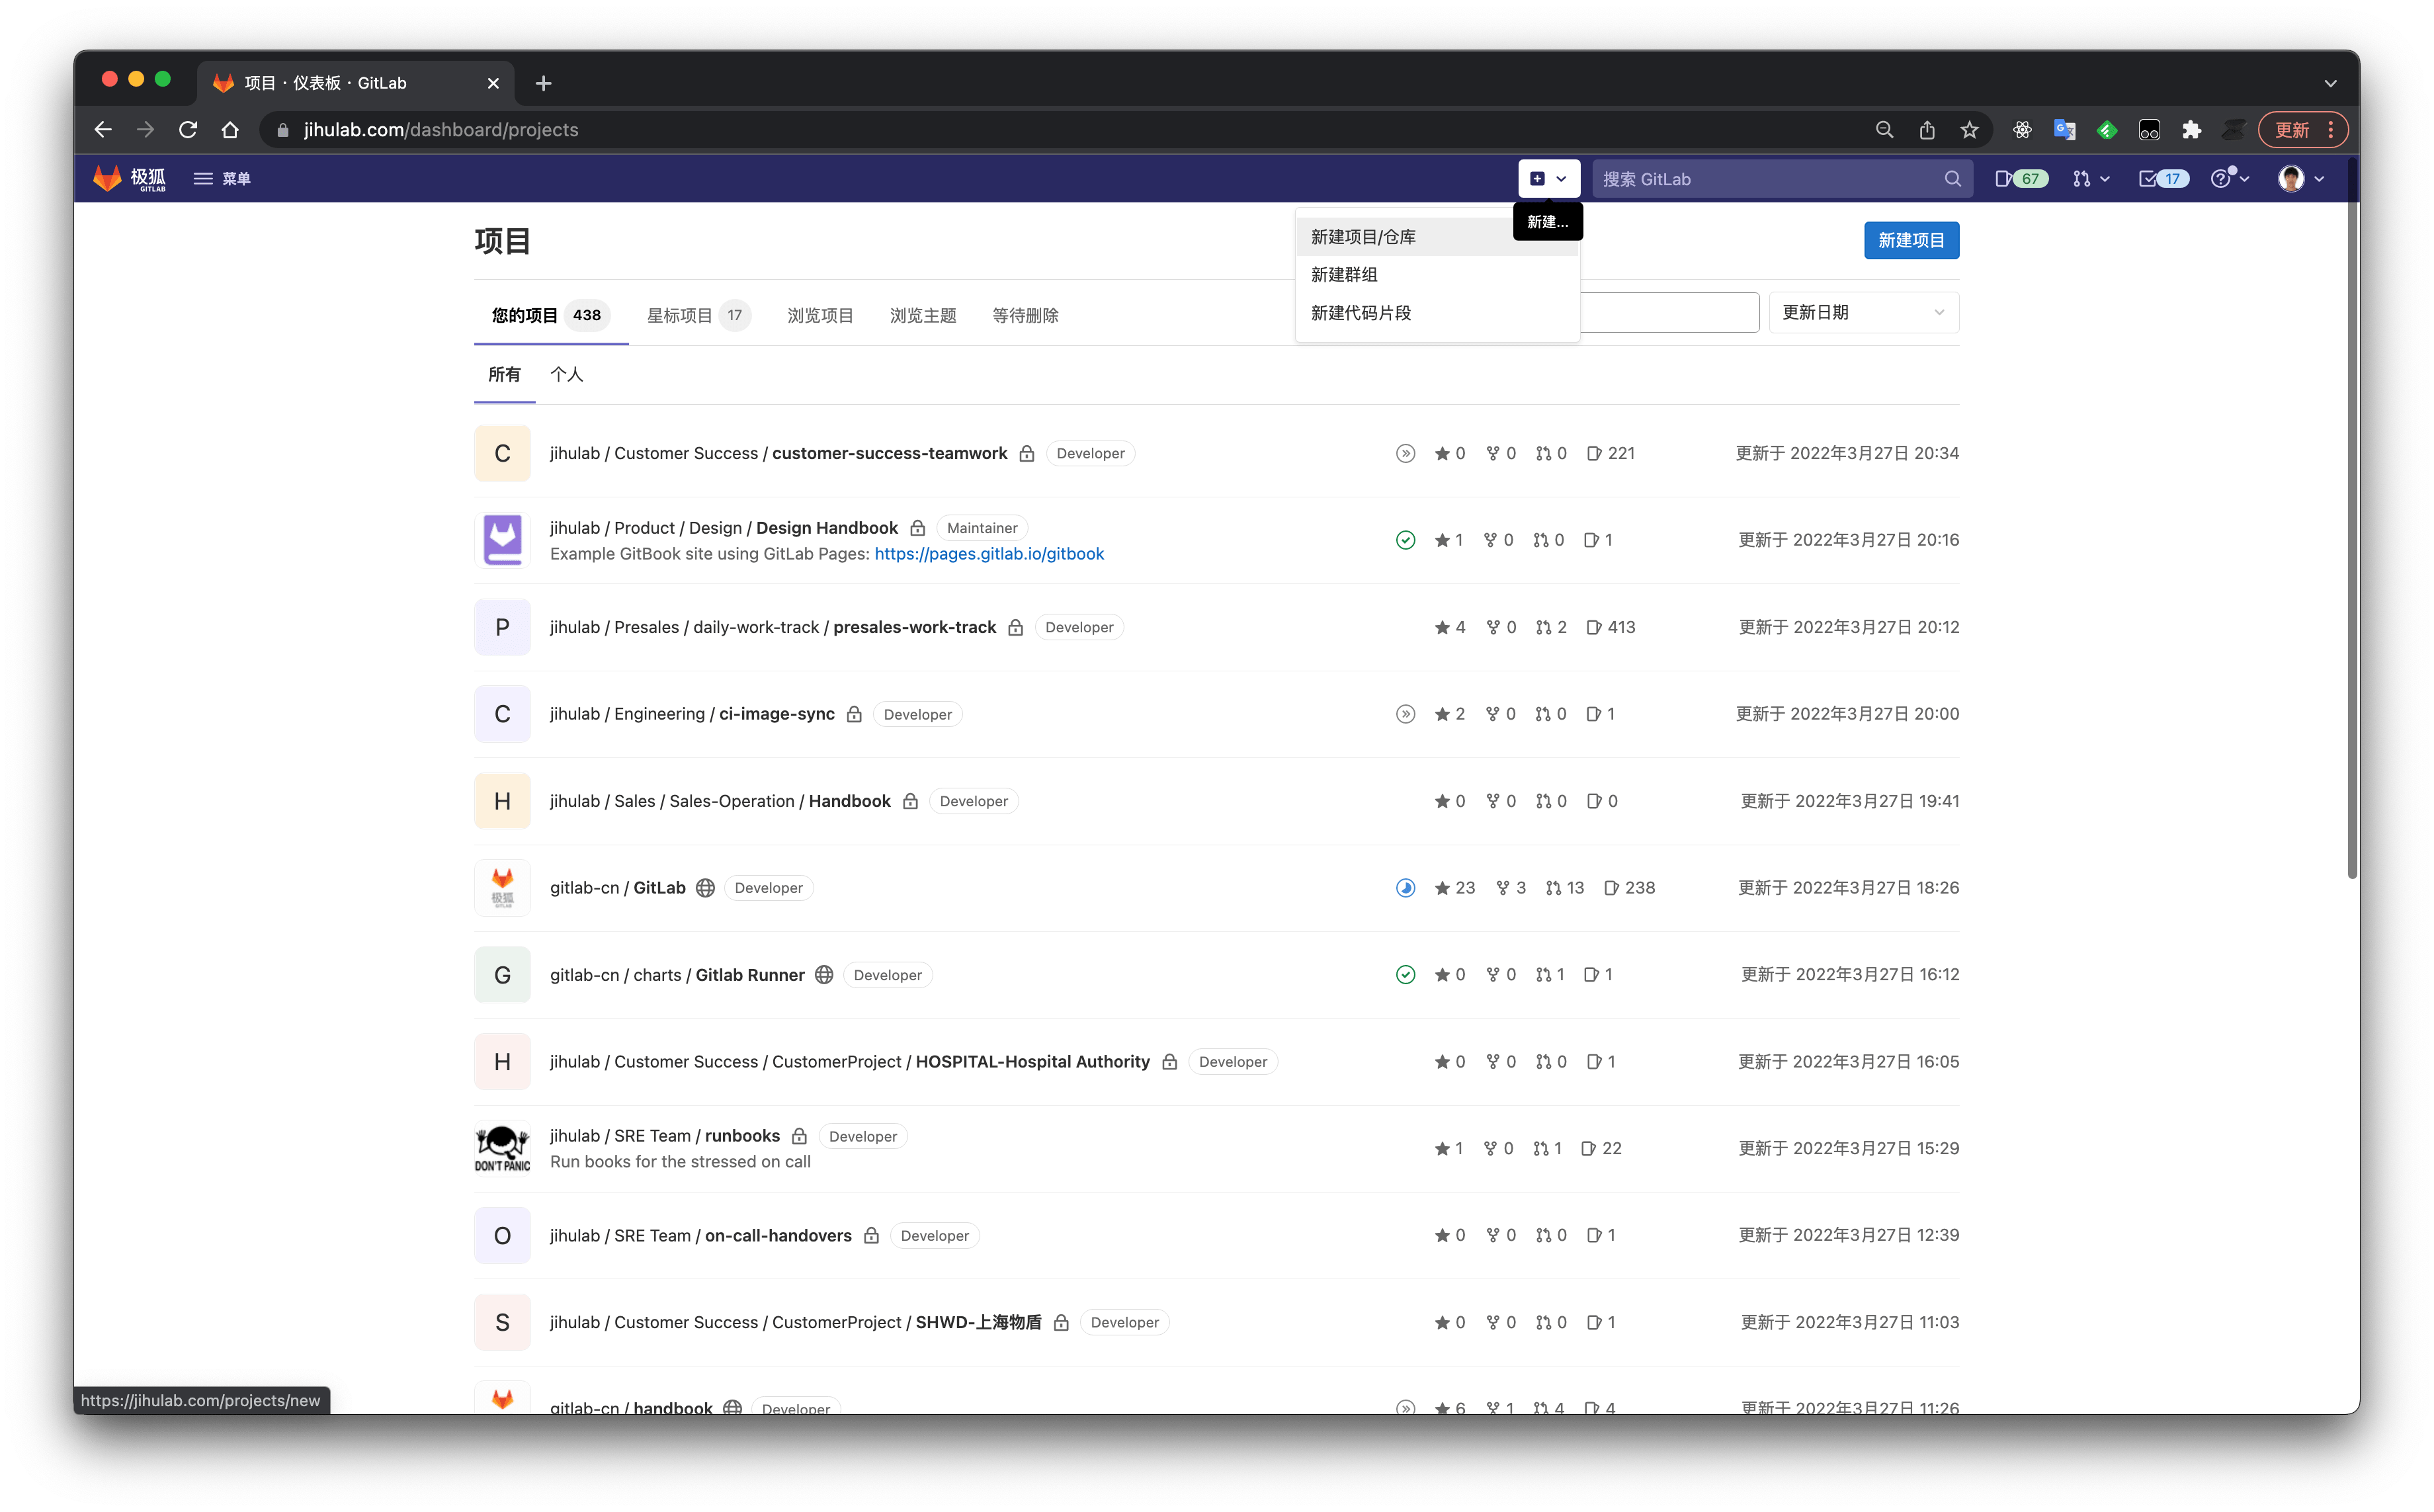 项目 · 仪表板 · GitLab
jihulab.com/dashboard/projects
更新
极狐
GITLAB
菜单
搜索 GitLab
67
17
新建...
项目
新建项目/仓库
新建群组
新建代码片段
新建项目
您的项目 438
星标项目 17
浏览项目
浏览主题
等待删除
更新日期
所有
个人
C
jihulab / Customer Success / customer-success-teamwork Developer
0 0 0 221
更新于 2022年3月27日 20:34
jihulab / Product / Design / Design Handbook Maintainer
Example GitBook site using GitLab Pages: https://pages.gitlab.io/gitbook
1 0 0 1
更新于 2022年3月27日 20:16
P
jihulab / Presales / daily-work-track / presales-work-track Developer
4 0 2 413
更新于 2022年3月27日 20:12
C
jihulab / Engineering / ci-image-sync Developer
2 0 0 1
更新于 2022年3月27日 20:00
H
jihulab / Sales / Sales-Operation / Handbook Developer
0 0 0 0
更新于 2022年3月27日 19:41
极狐
GITLAB
gitlab-cn / GitLab Developer
23 3 13 238
更新于 2022年3月27日 18:26
G
gitlab-cn / charts / Gitlab Runner Developer
0 0 1 1
更新于 2022年3月27日 16:12
H
jihulab / Customer Success / CustomerProject / HOSPITAL-Hospital Authority Developer
0 0 0 1
更新于 2022年3月27日 16:05
DON'T PANIC
jihulab / SRE Team / runbooks Developer
Run books for the stressed on call
1 0 1 22
更新于 2022年3月27日 15:29
O
jihulab / SRE Team / on-call-handovers Developer
0 0 0 1
更新于 2022年3月27日 12:39
S
jihulab / Customer Success / CustomerProject / SHWD-上海物盾 Developer
0 0 0 1
更新于 2022年3月27日 11:03
gitlab-cn / handbook Developer
6 1 4 4
更新于 2022年3月27日 11:26
https://jihulab.com/projects/new